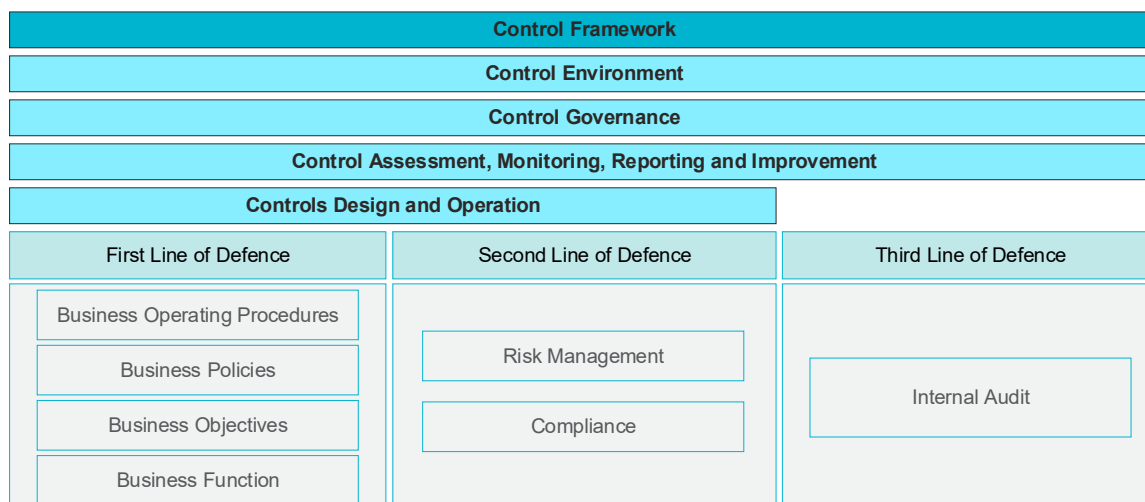 Control Framework
Control Environment
Control Governance
Control Assessment, Monitoring, Reporting and Improvement
Controls Design and Operation
First Line of Defence
Second Line of Defence
Third Line of Defence
Business Operating Procedures
Business Policies
Business Objectives
Business Function
Risk Management
Compliance
Internal Audit